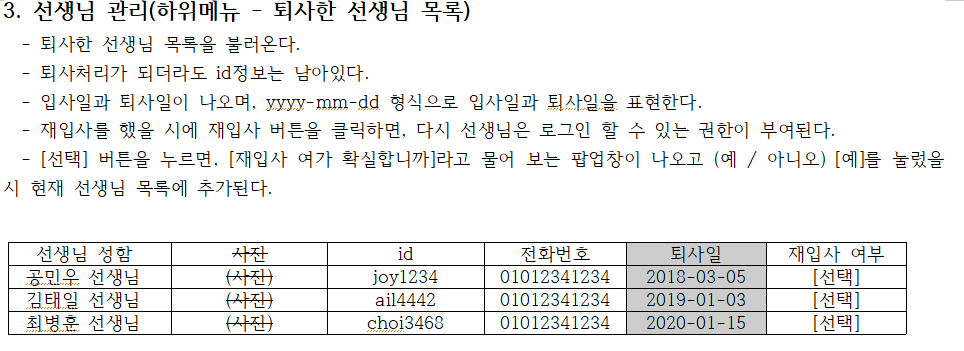 3. 선생님 관리(하위메뉴 - 퇴사한 선생님 목록)
- 퇴사한 선생님 목록을 불러온다.
- 퇴사처리가 되더라도 id정보는 남아있다.
- 입사일과 퇴사일이 나오며, yyyy-mm-dd 형식으로 입사일과 퇴사일을 표현한다.
- 재입사를 했을 시에 재입사 버튼을 클릭하면, 다시 선생님은 로그인 할 수 있는 권한이 부여된다.
- [선택] 버튼을 누르면, [재입사 여가 확실합니까]라고 물어 보는 팝업창이 나오고 (예 / 아니오) [예]를 눌렀을
시 현재 선생님 목록에 추가된다.
선생님 성함 사진 id 전화번호 퇴사일 재입사 여부
공민우 선생님 (사진) joy1234 01012341234 2018-03-05 [선택]
김태일 선생님 (사진) ail4442 01012341234 2019-01-03 [선택]
최병훈 선생님 (사진) choi3468 01012341234 2020-01-15 [선택]